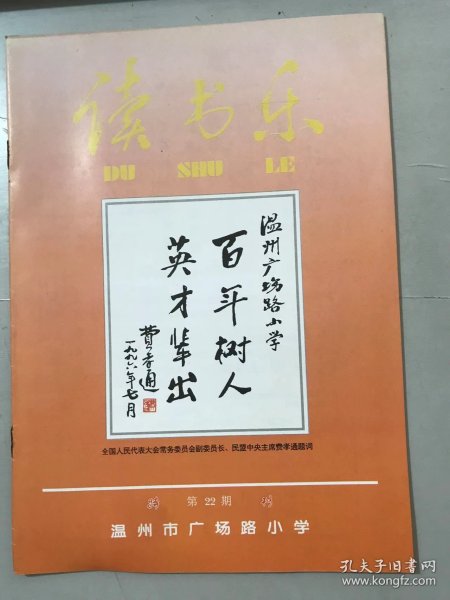 读书乐
DU SHU LE
温州广场路小学
百年树人
英才辈出
费孝通
一九九六年七月
全国人民代表大会常务委员会副委员长、民盟中央主席费孝通题词
第22期
温州市广场路小学
孔夫子旧书网
www.kongfz.com